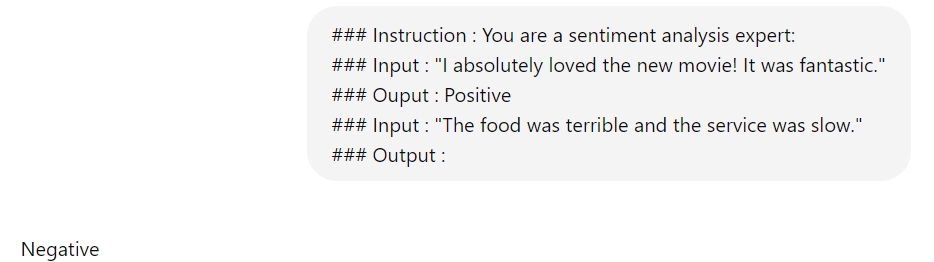 ### Instruction : You are a sentiment analysis expert:
### Input : "I absolutely loved the new movie! It was fantastic."
### Ouput : Positive
### Input : "The food was terrible and the service was slow."
### Output :
Negative